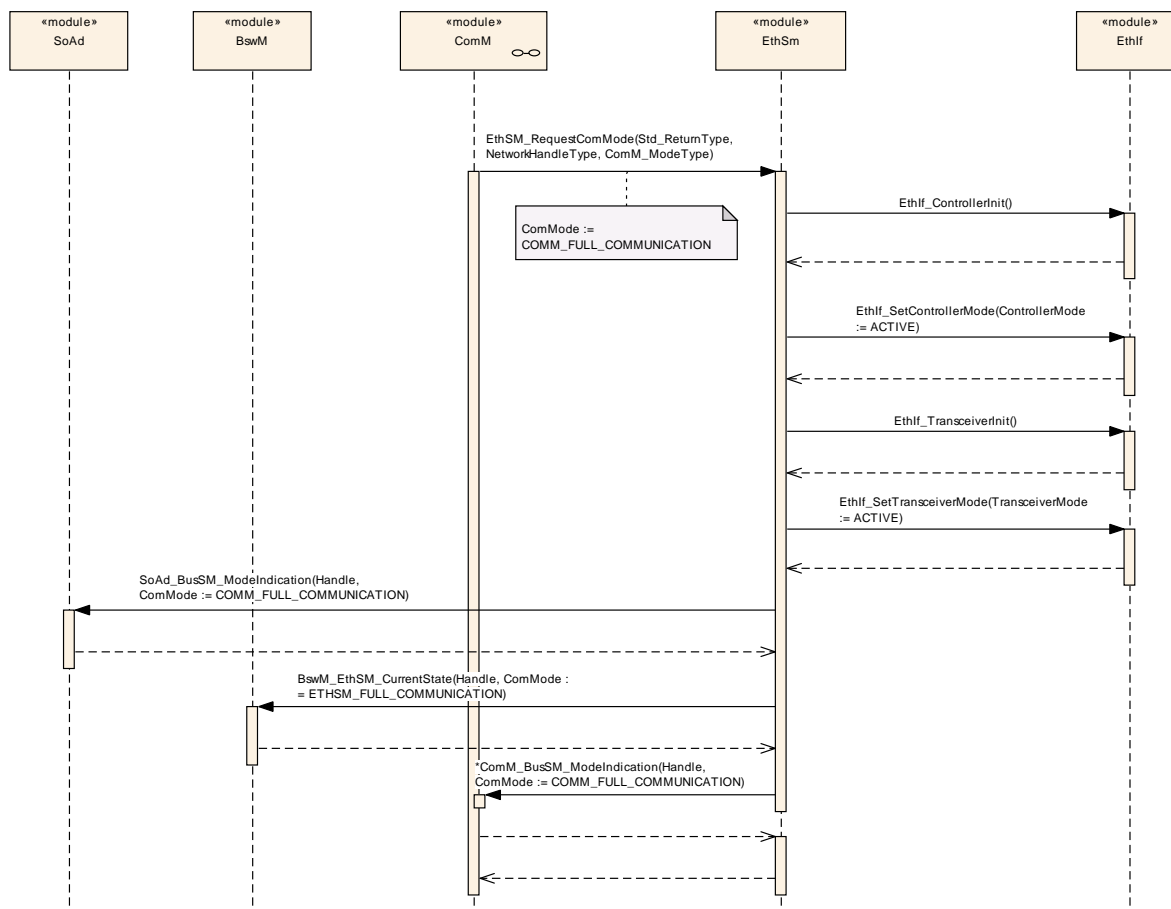 «module»
SoAd
«module»
BswM
«module»
ComM
«module»
EthSm
«module»
EthIf
EthSM_RequestComMode(Std_ReturnType,
NetworkHandleType, ComM_ModeType)
EthIf_ControllerInit()
ComMode :=
COMM_FULL_COMMUNICATION
EthIf_SetControllerMode(ControllerMode
:= ACTIVE)
EthIf_TransceiverInit()
EthIf_SetTransceiverMode(TransceiverMode
:= ACTIVE)
SoAd_BusSM_ModeIndication(Handle,
ComMode := COMM_FULL_COMMUNICATION)
BswM_EthSM_CurrentState(Handle, ComMode :
= ETHSM_FULL_COMMUNICATION)
*ComM_BusSM_ModeIndication(Handle,
ComMode := COMM_FULL_COMMUNICATION)